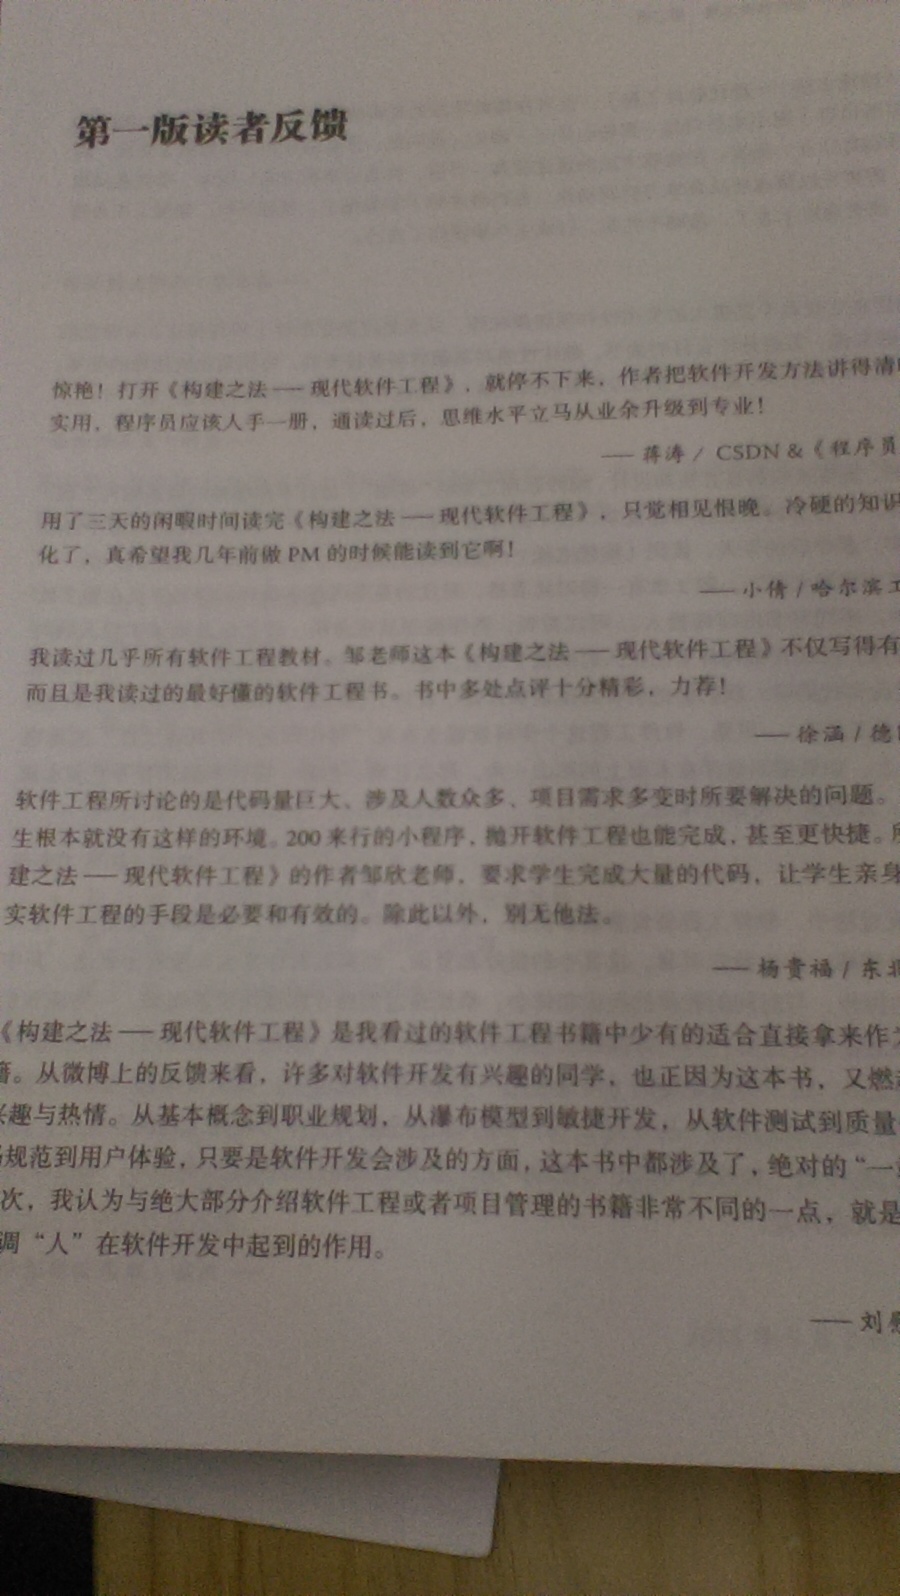 第一版读者反馈
惊艳！打开《构建之法 — 现代软件工程》，就停不下来，作者把软件开发方法讲得清
实用，程序员应该人手一册，通读过后，思维水平立马从业余升级到专业！
— 蒋涛 / CSDN &《程序员
用了三天的闲暇时间读完《构建之法 — 现代软件工程》，只觉相见恨晚。冷硬的知识
化了，真希望我几年前做 PM 的时候能读到它啊！
— 小倩 / 哈尔滨工
我读过几乎所有软件工程教材。邹老师这本《构建之法 — 现代软件工程》不仅写得有
而且是我读过的最好懂的软件工程书。书中多处点评十分精彩，力荐！
— 徐涵 / 德
软件工程所讨论的是代码量巨大、涉及人数众多、项目需求多变时所要解决的问题。
生根本就没有这样的环境。200 来行的小程序，抛开软件工程也能完成，甚至更快捷。
建之法 — 现代软件工程》的作者邹欣老师，要求学生完成大量的代码，让学生亲身
实软件工程的手段是必要和有效的。除此以外，别无他法。
— 杨贵福 / 东北
《构建之法 — 现代软件工程》是我看过的软件工程书籍中少有的适合直接拿来作
籍。从微博上的反馈来看，许多对软件开发有兴趣的同学，也正因为这本书，又燃
兴趣与热情。从基本概念到职业规划，从瀑布模型到敏捷开发，从软件测试到质量
规范到用户体验，只要是软件开发会涉及的方面，这本书中都涉及了，绝对的“一
次，我认为与绝大部分介绍软件工程或者项目管理的书籍非常不同的一点，就是
调“人”在软件开发中起到的作用。
— 刘